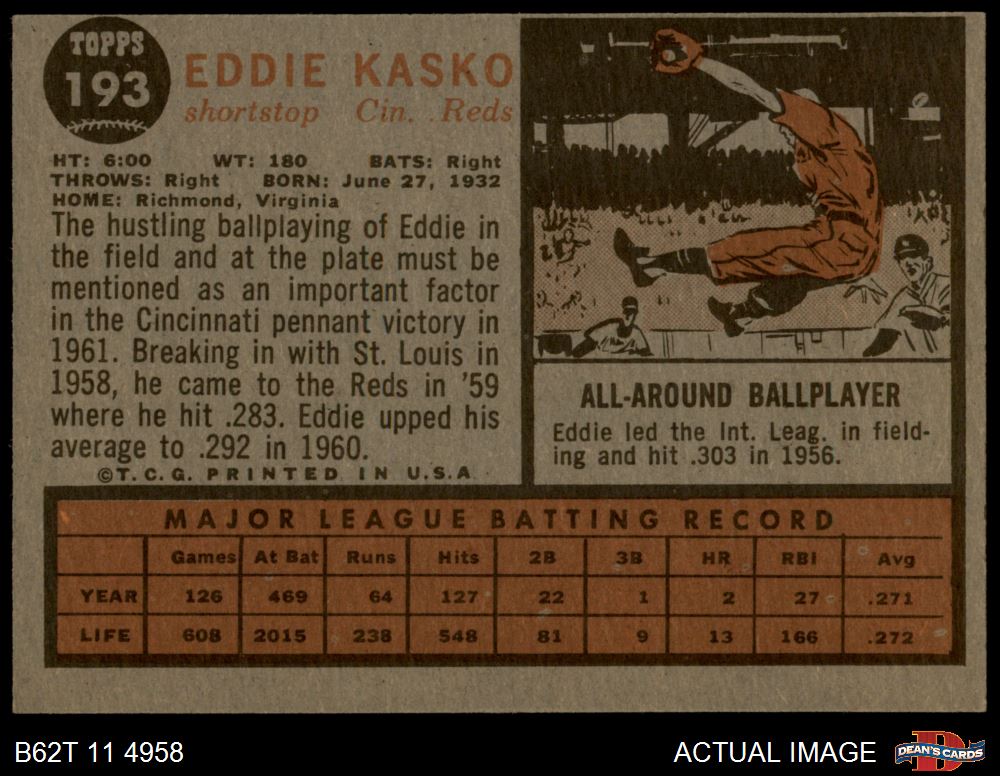 TOPPS
193
EDDIE KASKO
shortstop Cin. Reds
HT: 6:00 WT: 180 BATS: Right
THROWS: Right BORN: June 27, 1932
HOME: Richmond, Virginia
The hustling ballplaying of Eddie in
the field and at the plate must be
mentioned as an important factor
in the Cincinnati pennant victory in
1961. Breaking in with St. Louis in
1958, he came to the Reds in '59
where he hit .283. Eddie upped his
average to .292 in 1960.
©T.C.G. PRINTED IN U.S.A.
ALL-AROUND BALLPLAYER
Eddie led the Int. Leag. in field-
ing and hit .303 in 1956.
MAJOR LEAGUE BATTING RECORD
Games At Bat Runs Hits 2B 3B HR RBI Avg
YEAR 126 469 64 127 22 1 2 27 .271
LIFE 608 2015 238 548 81 9 13 166 .272
B62T 11 4958
ACTUAL IMAGE
DEAN'S CARDS